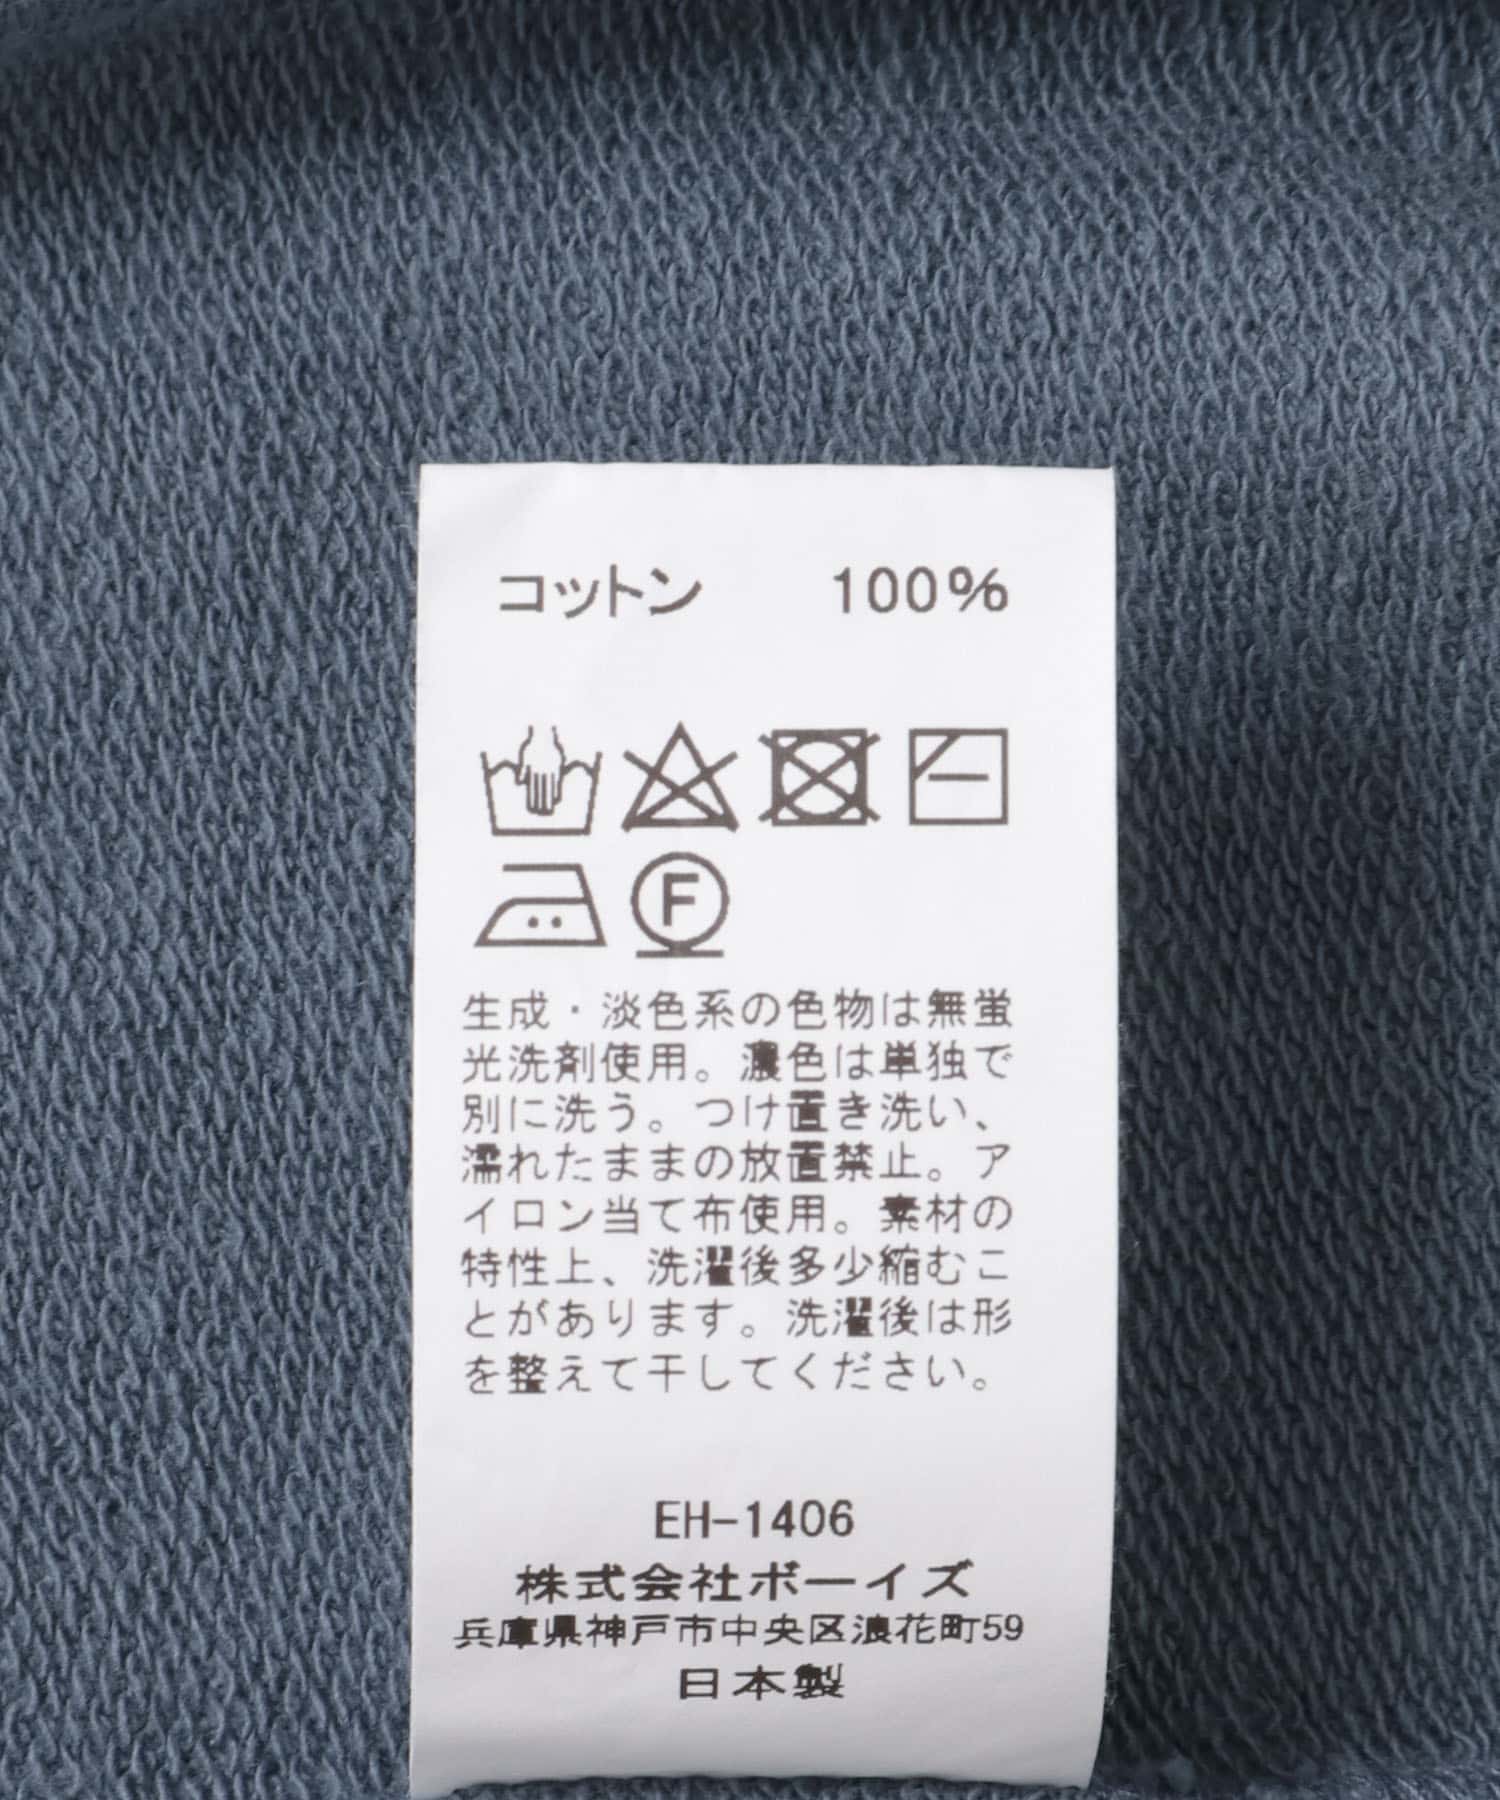 コットン 100%
F
生成・淡色系の色物は無蛍
光洗剤使用。濃色は単独で
別に洗う。つけ置き洗い、
濡れたままの放置禁止。ア
イロン当て布使用。素材の
特性上、洗濯後多少縮むこ
とがあります。洗濯後は形
を整えて干してください。
EH-1406
株式会社ボーイズ
兵庫県神戸市中央区浪花町59
日本製